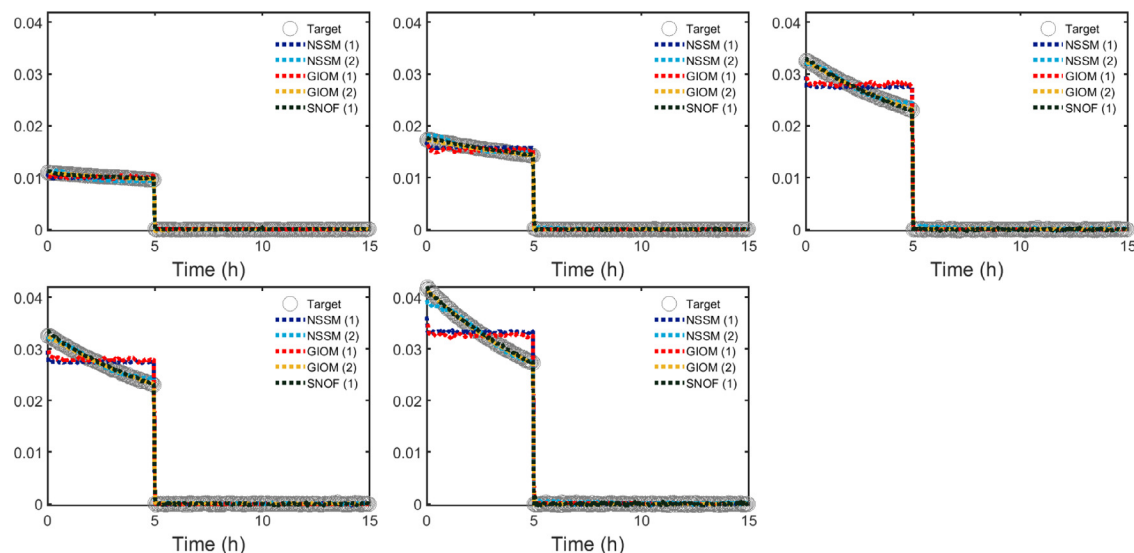 0.04
0.03
0.02
0.01
0
Target
NSSM (1)
NSSM (2)
GIOM (1)
GIOM (2)
SNOF (1)
0 5 10 15
Time (h)
0.04
0.03
0.02
0.01
0
Target
NSSM (1)
NSSM (2)
GIOM (1)
GIOM (2)
SNOF (1)
0 5 10 15
Time (h)
0.04
0.03
0.02
0.01
0
Target
NSSM (1)
NSSM (2)
GIOM (1)
GIOM (2)
SNOF (1)
0 5 10 15
Time (h)
0.04
0.03
0.02
0.01
0
Target
NSSM (1)
NSSM (2)
GIOM (1)
GIOM (2)
SNOF (1)
0 5 10 15
Time (h)
0.04
0.03
0.02
0.01
0
Target
NSSM (1)
NSSM (2)
GIOM (1)
GIOM (2)
SNOF (1)
0 5 10 15
Time (h)